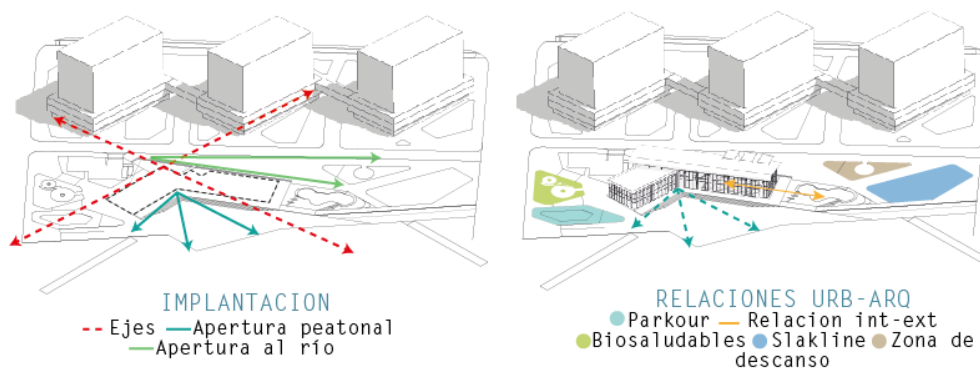 IMPLANTACION
Ejes Apertura peatonal
Apertura al río
RELACIONES URB-ARQ
Parkour Relacion int-ext
Biosaludables Slakline Zona de
descanso